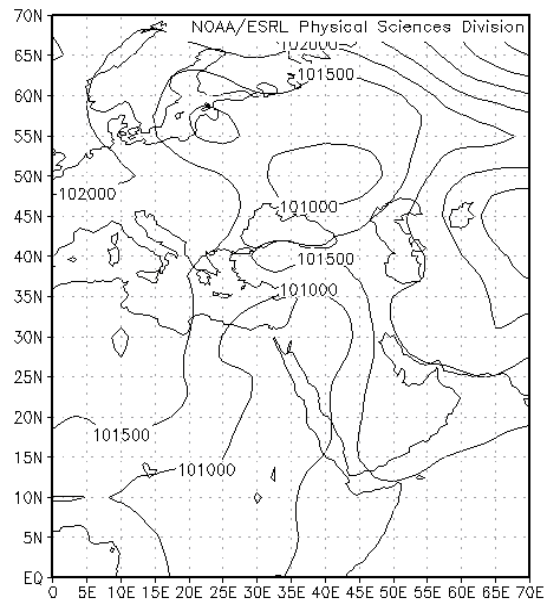 NOAA/ESRL Physical Sciences Division
70N
102000
101500
65N
60N
55N
50N
102000
101000
45N
40N
101500
101000
35N
30N
25N
20N
101500
15N
101000
10N
5N
EQ
0 5E 10E 15E 20E 25E 30E 35E 40E 45E 50E 55E 60E 65E 70E